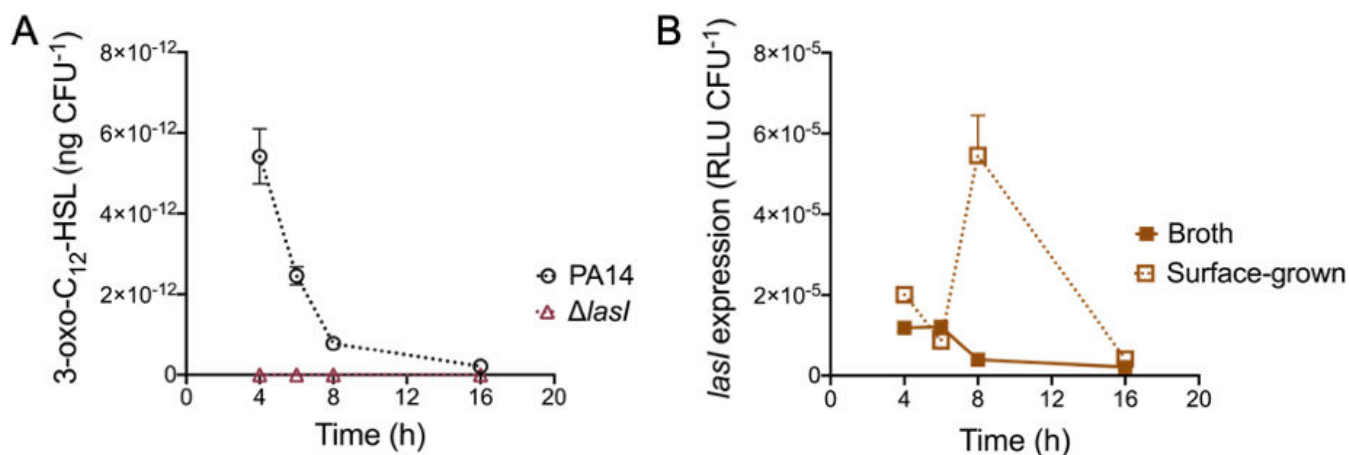 A
3-oxo-C₁₂-HSL (ng CFU⁻¹)
8×10⁻¹²
6×10⁻¹²
4×10⁻¹²
2×10⁻¹²
0
0 4 8 12 16 20
Time (h)
PA14
ΔlasI
B
lasI expression (RLU CFU⁻¹)
8×10⁻⁵
6×10⁻⁵
4×10⁻⁵
2×10⁻⁵
0
0 4 8 12 16 20
Time (h)
Broth
Surface-grown